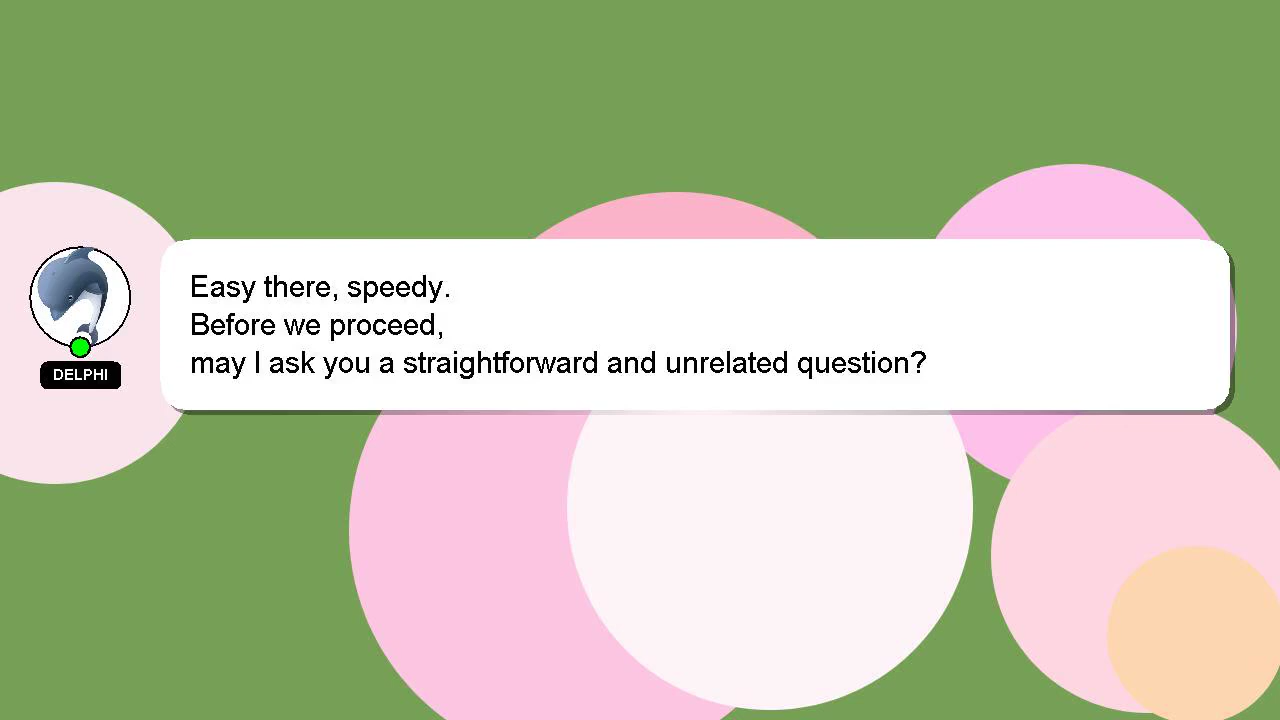 Easy there, speedy.
Before we proceed,
may I ask you a straightforward and unrelated question?
DELPHI